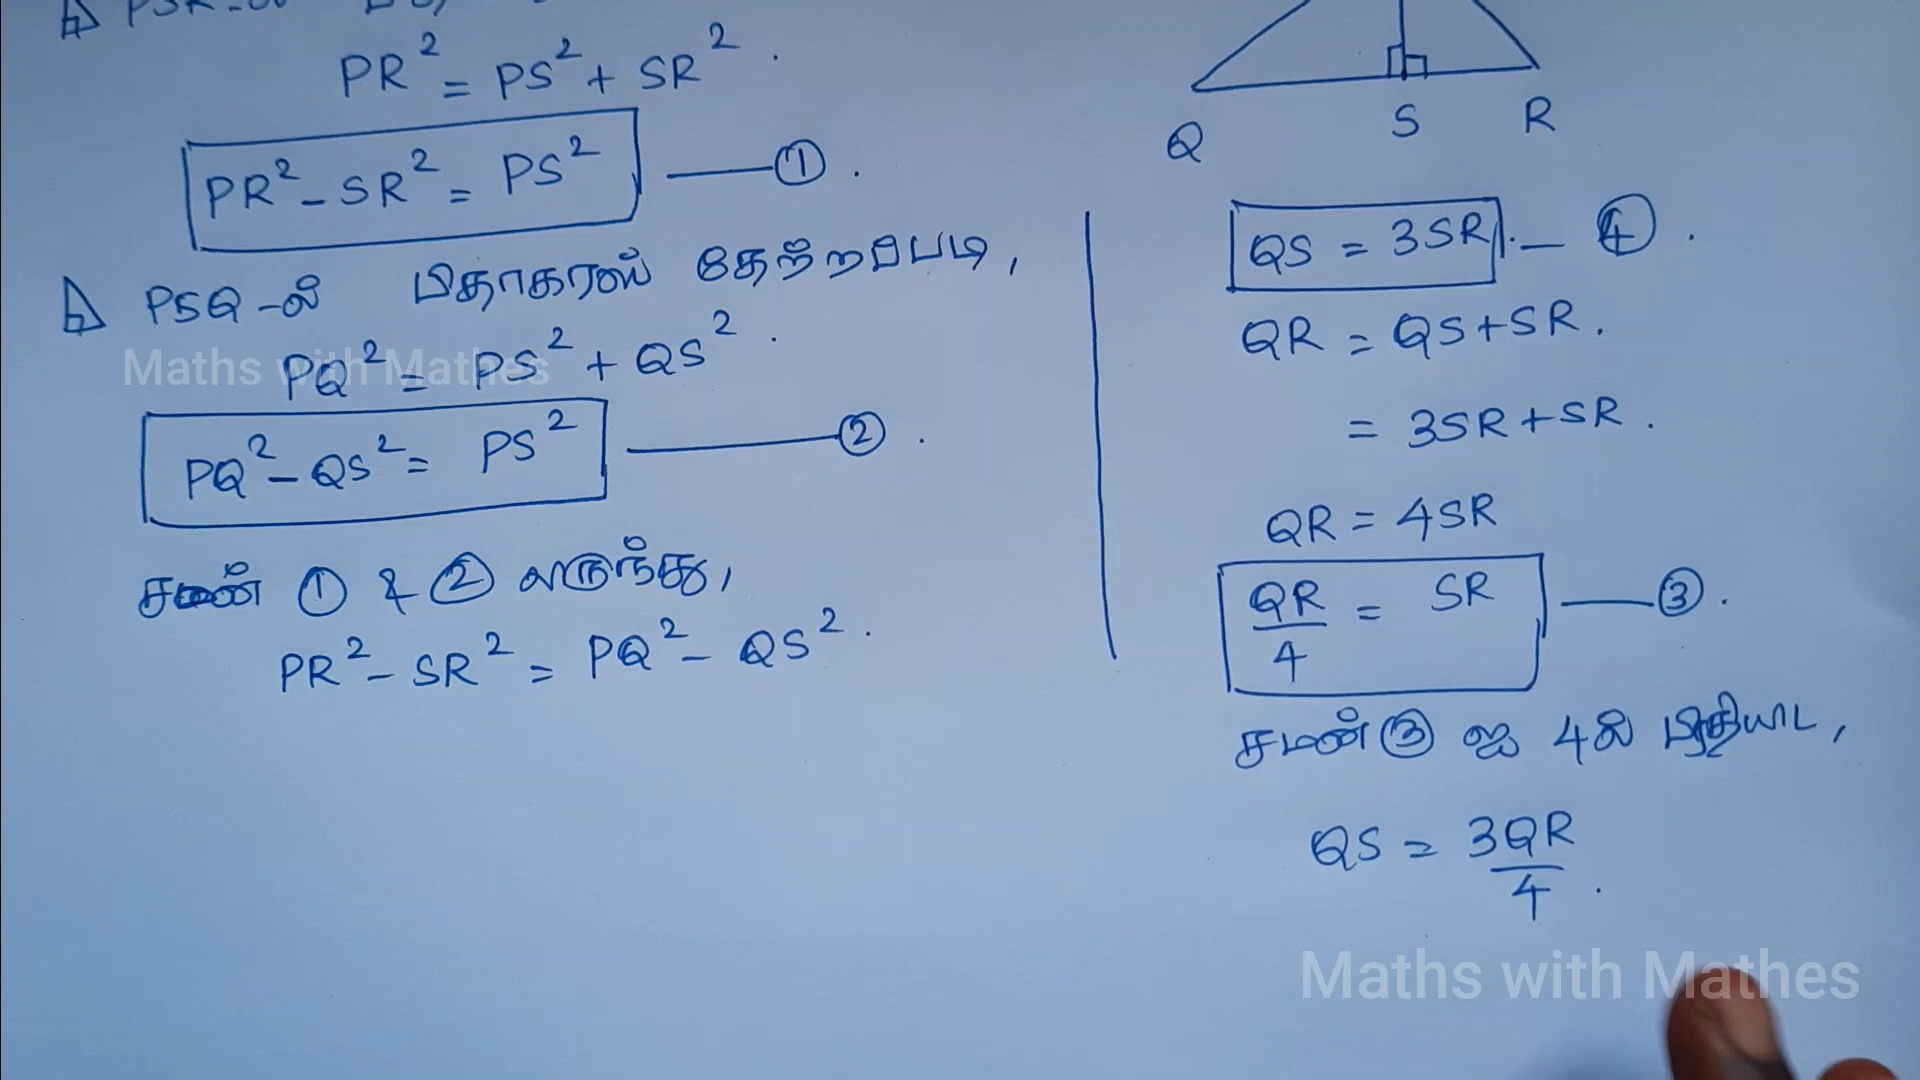 PR² = PS² + SR².
PR² - SR² = PS² —— ①.
PSQ -ல் பிதாகரஸ் தேற்றப்படி,
PQ² = PS² + QS².
PQ² - QS² = PS² —— ②.
சமன் ① & ② லிருந்து,
PR² - SR² = PQ² - QS².
Q S R
QS = 3SR. — ④.
QR = QS + SR.
= 3SR + SR.
QR = 4SR
QR/4 = SR —— ③.
சமன் ③ ஐ 4ல் பிரதியிட,
QS = 3QR/4.
Maths with Mathes
Maths with Mathes